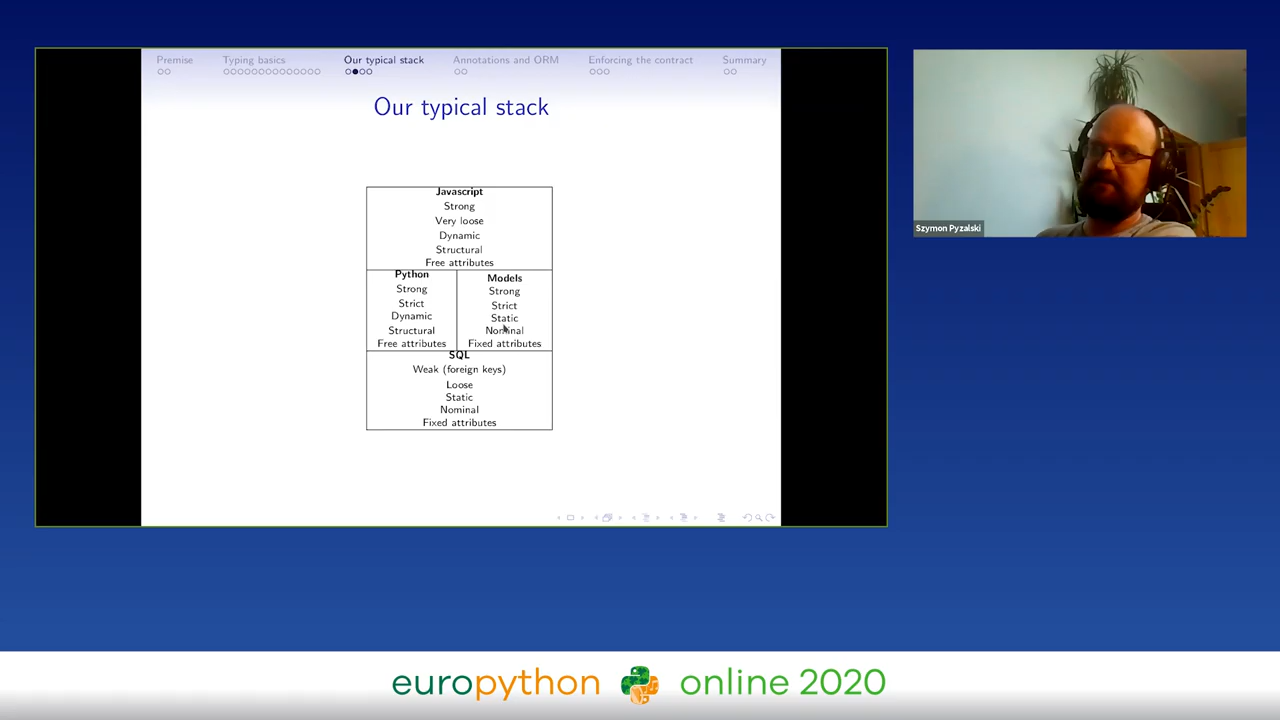 Premise
Typing basics
Our typical stack
Annotations and ORM
Enforcing the contract
Summary
Our typical stack
Javascript
Strong
Very loose
Dynamic
Structural
Free attributes
Python
Strong
Strict
Dynamic
Structural
Free attributes
Models
Strong
Strict
Static
Nominal
Fixed attributes
SQL
Weak (foreign keys)
Loose
Static
Nominal
Fixed attributes
Szymon Pyzalski
europython online 2020